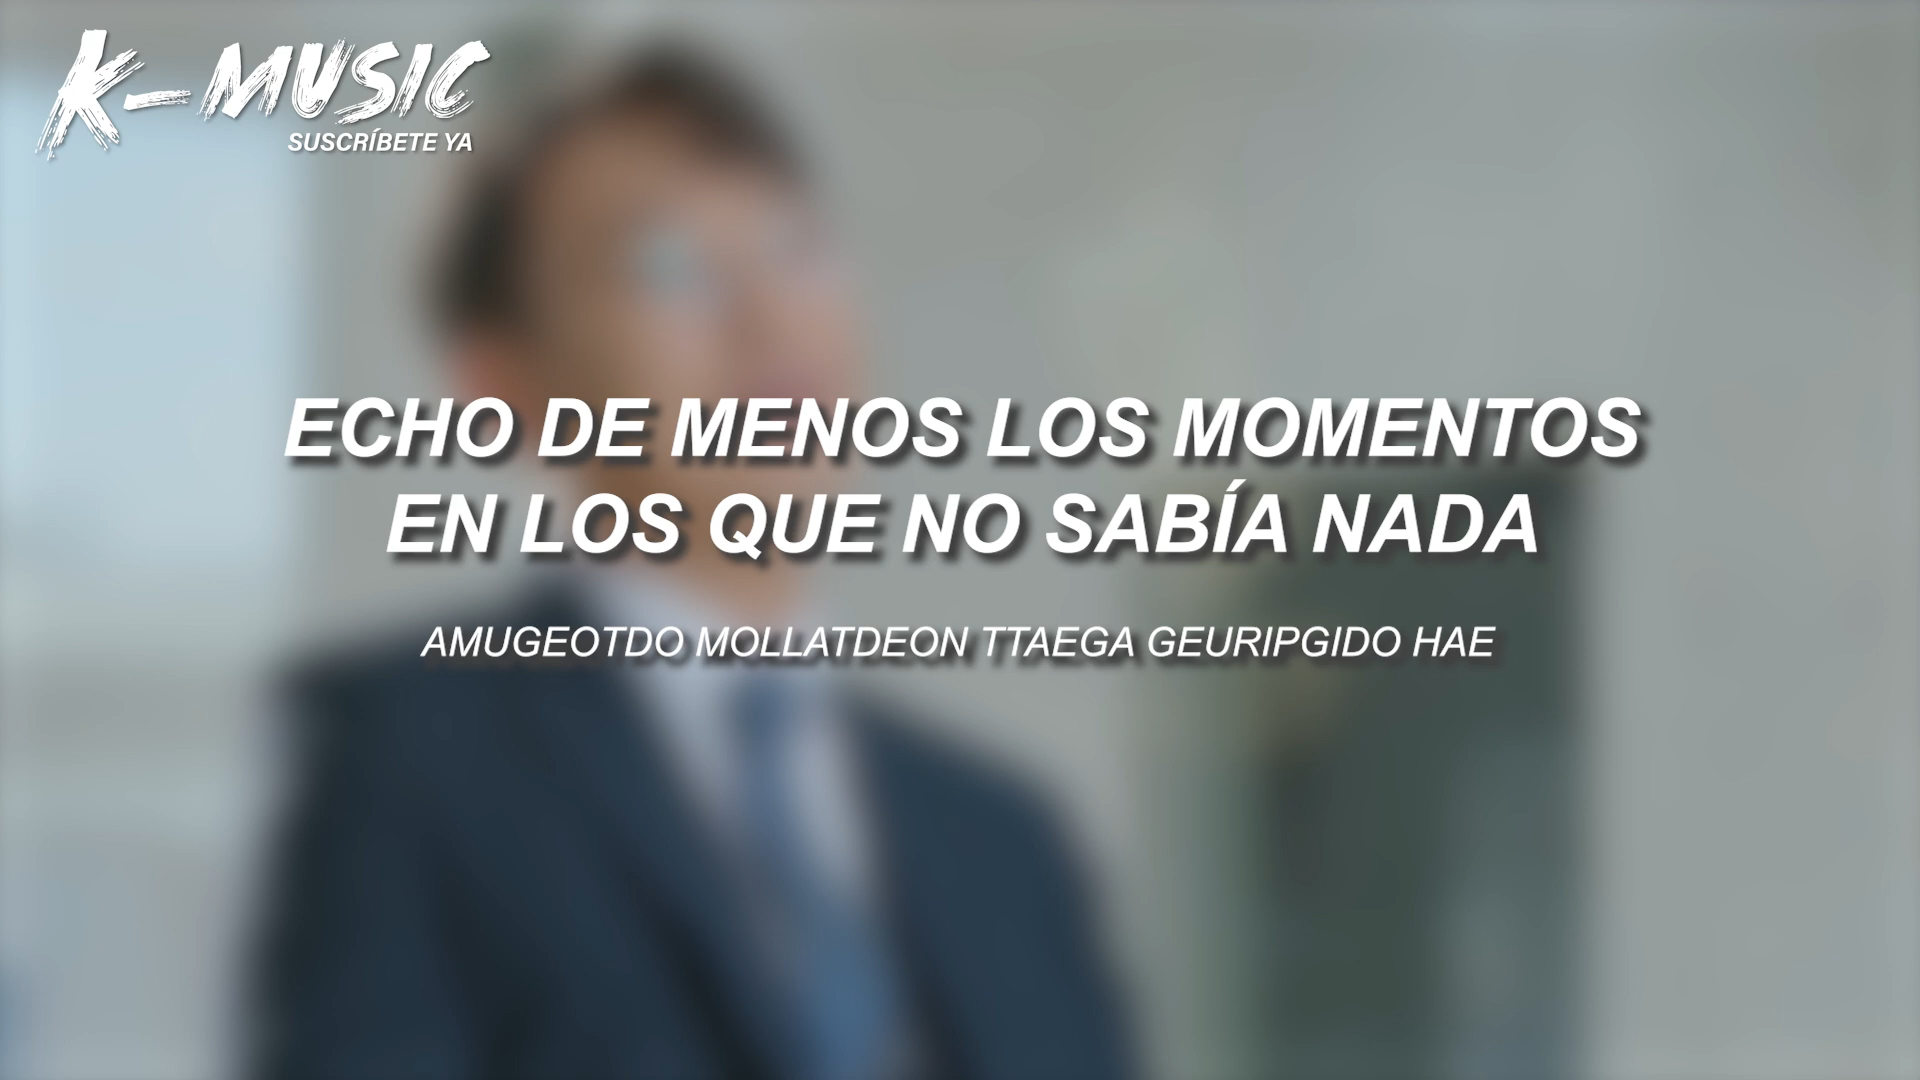 K-MUSIC
SUSCRÍBETE YA
ECHO DE MENOS LOS MOMENTOS
EN LOS QUE NO SABÍA NADA
AMUGEOTDO MOLLATDEON TTAEGA GEURIPGIDO HAE